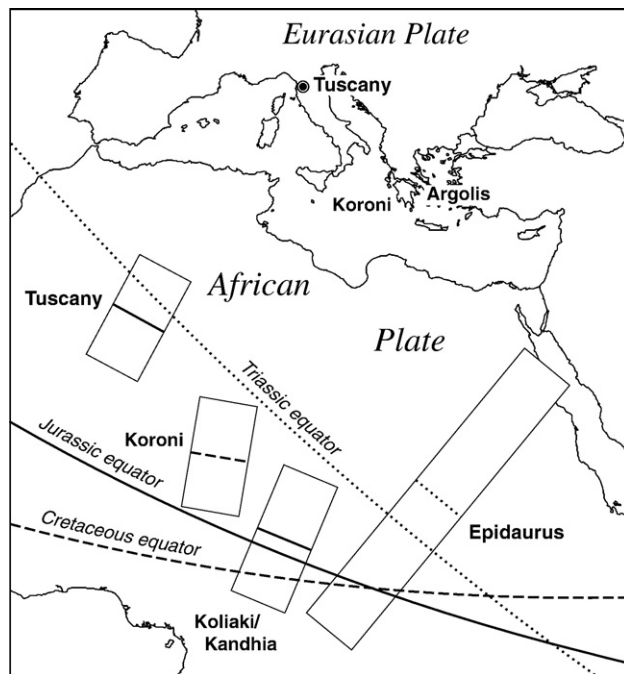 Eurasian Plate
Tuscany
Koroni
Argolis
Tuscany
African
Plate
Triassic equator
Koroni
Jurassic equator
Cretaceous equator
Epidaurus
Koliaki/
Kandhia